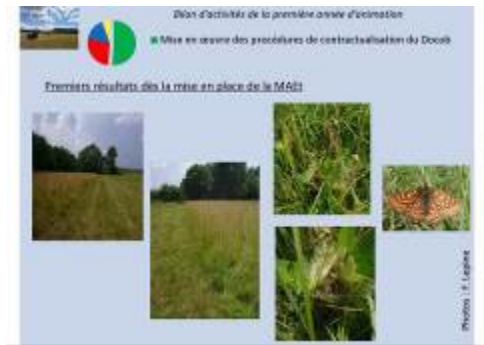 Bilan d'activités de la première année d'animation
Mise en œuvre des procédures de contractualisation du Docob
Premiers résultats dès la mise en place de la MAEt
Photos : F. Lepine